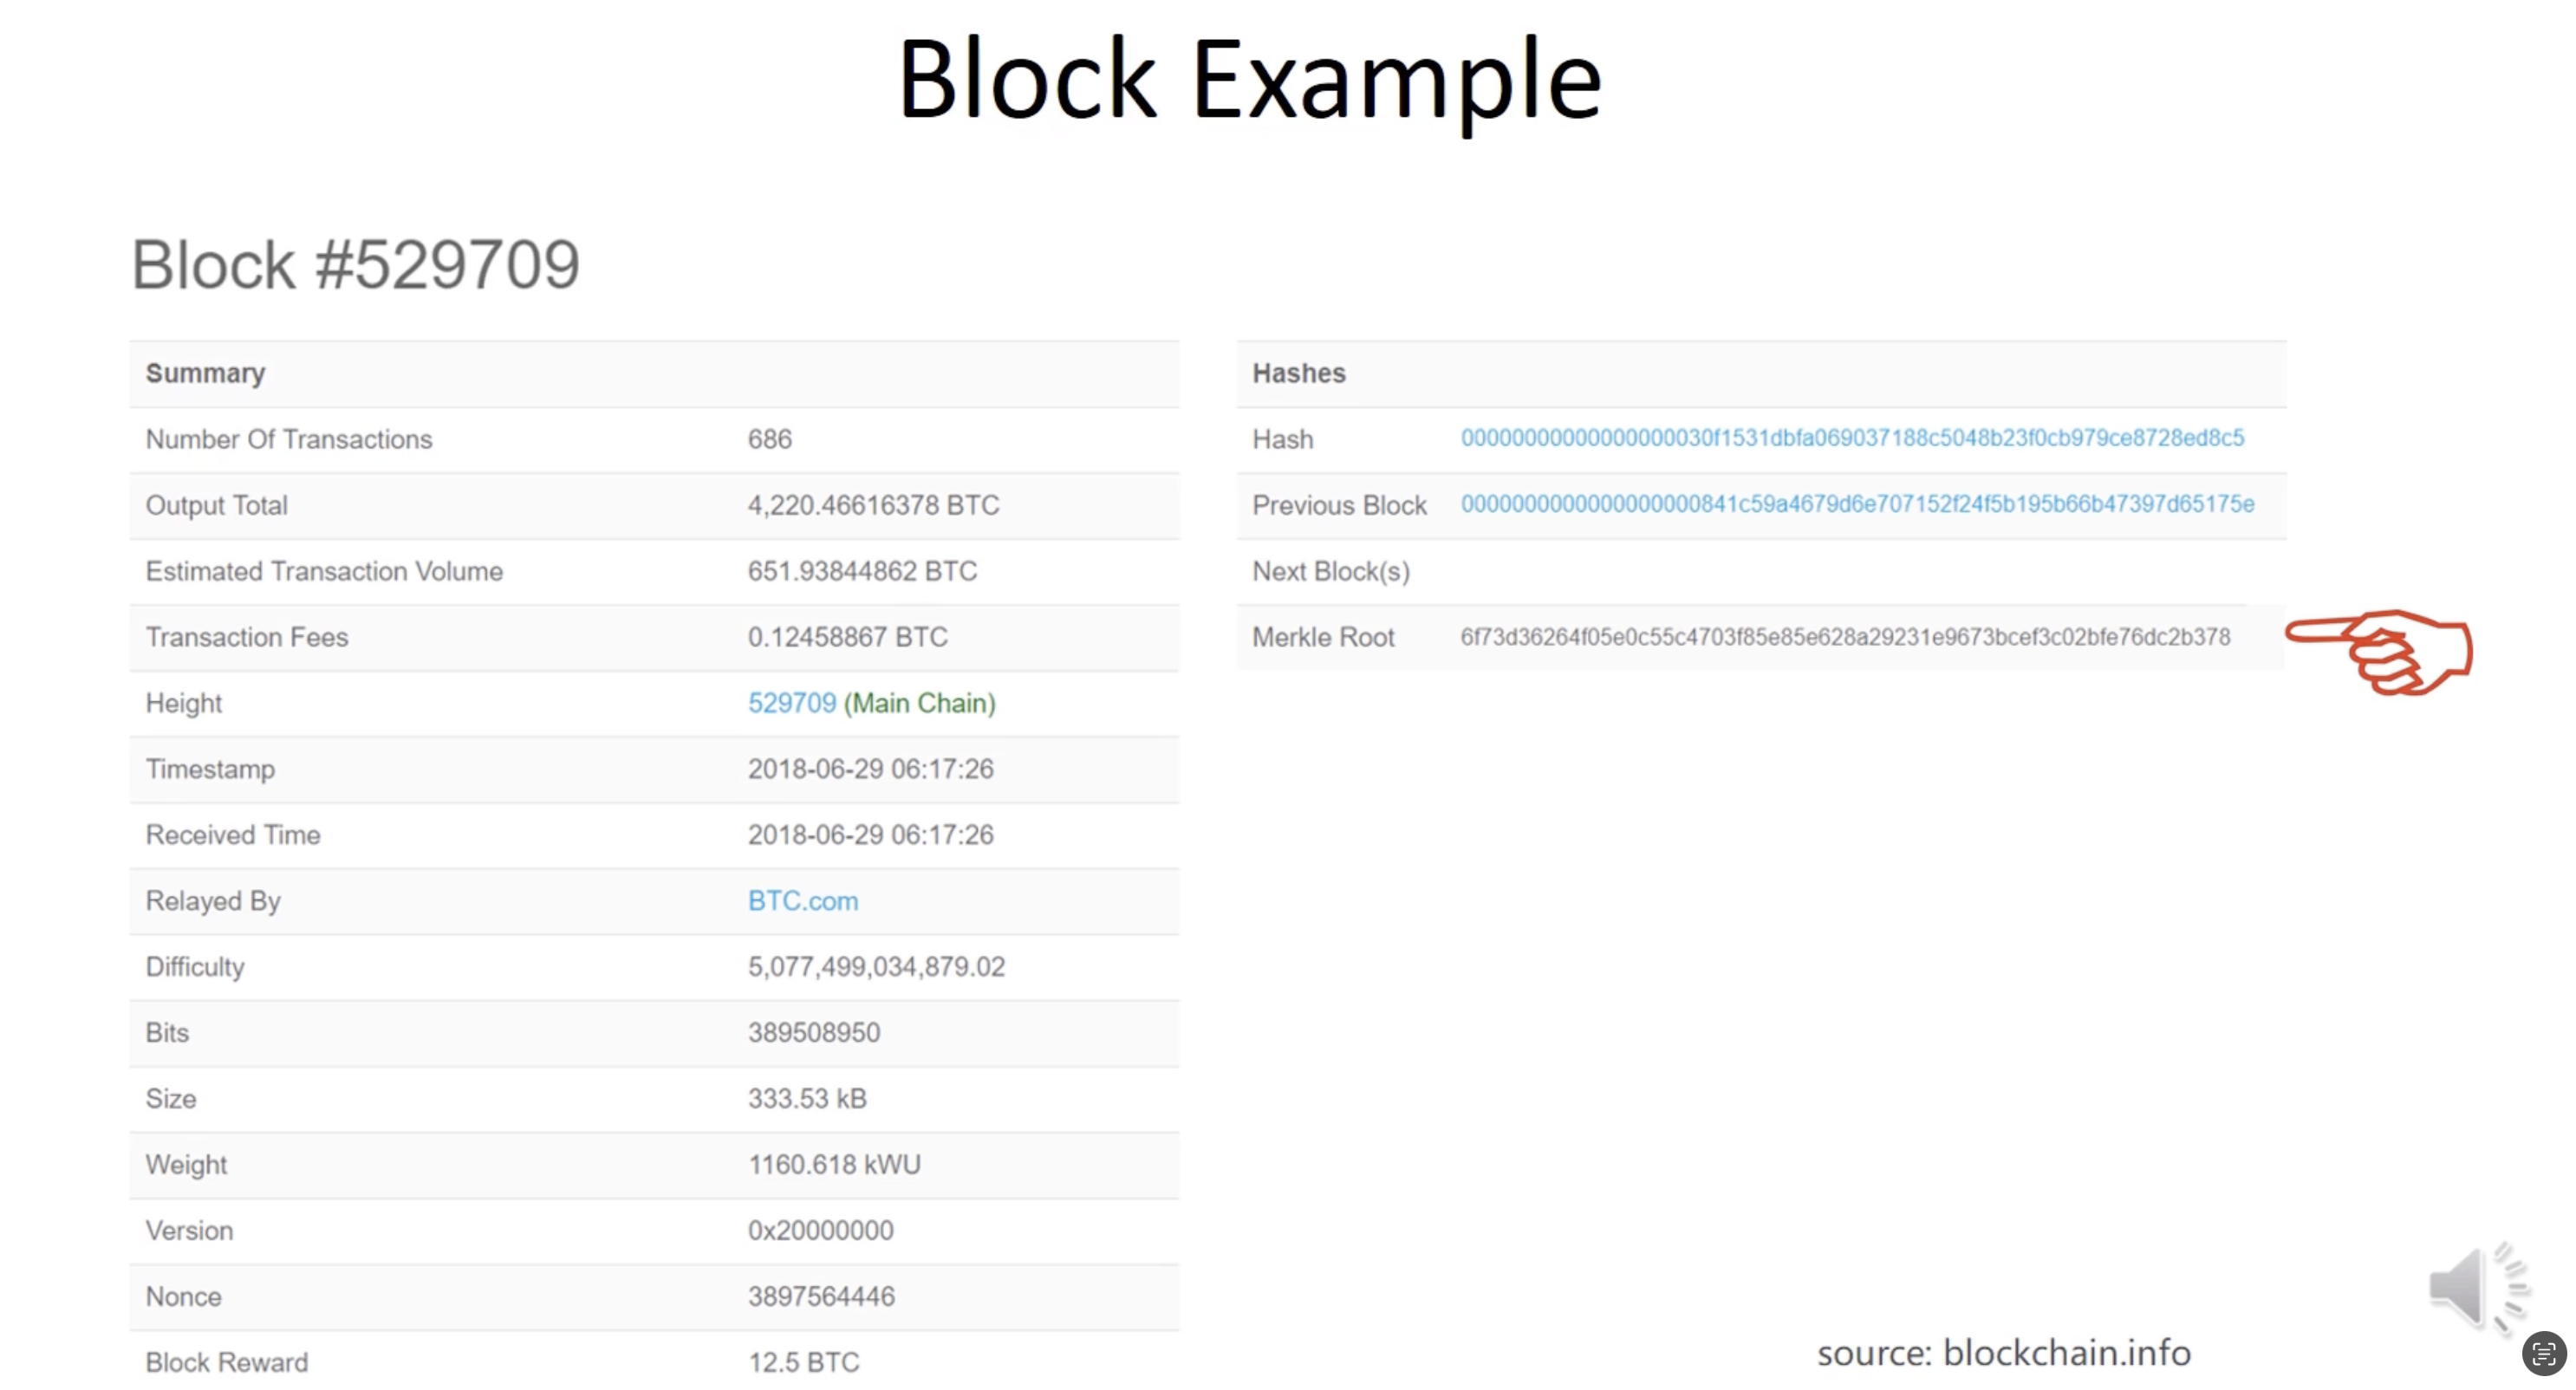 Block Example
Block #529709
Summary
Number Of Transactions 686
Output Total 4,220.46616378 BTC
Estimated Transaction Volume 651.93844862 BTC
Transaction Fees 0.12458867 BTC
Height 529709 (Main Chain)
Timestamp 2018-06-29 06:17:26
Received Time 2018-06-29 06:17:26
Relayed By BTC.com
Difficulty 5,077,499,034,879.02
Bits 389508950
Size 333.53 kB
Weight 1160.618 kWU
Version 0x20000000
Nonce 3897564446
Block Reward 12.5 BTC
Hashes
Hash 00000000000000000030f1531dbfa069037188c5048b23f0cb979ce8728ed8c5
Previous Block 0000000000000000000841c59a4679d6e707152f24f5b195b66b47397d65175e
Next Block(s)
Merkle Root 6f73d36264f05e0c55c4703f85e85e628a29231e9673bcef3c02bfe76dc2b378
source: blockchain.info